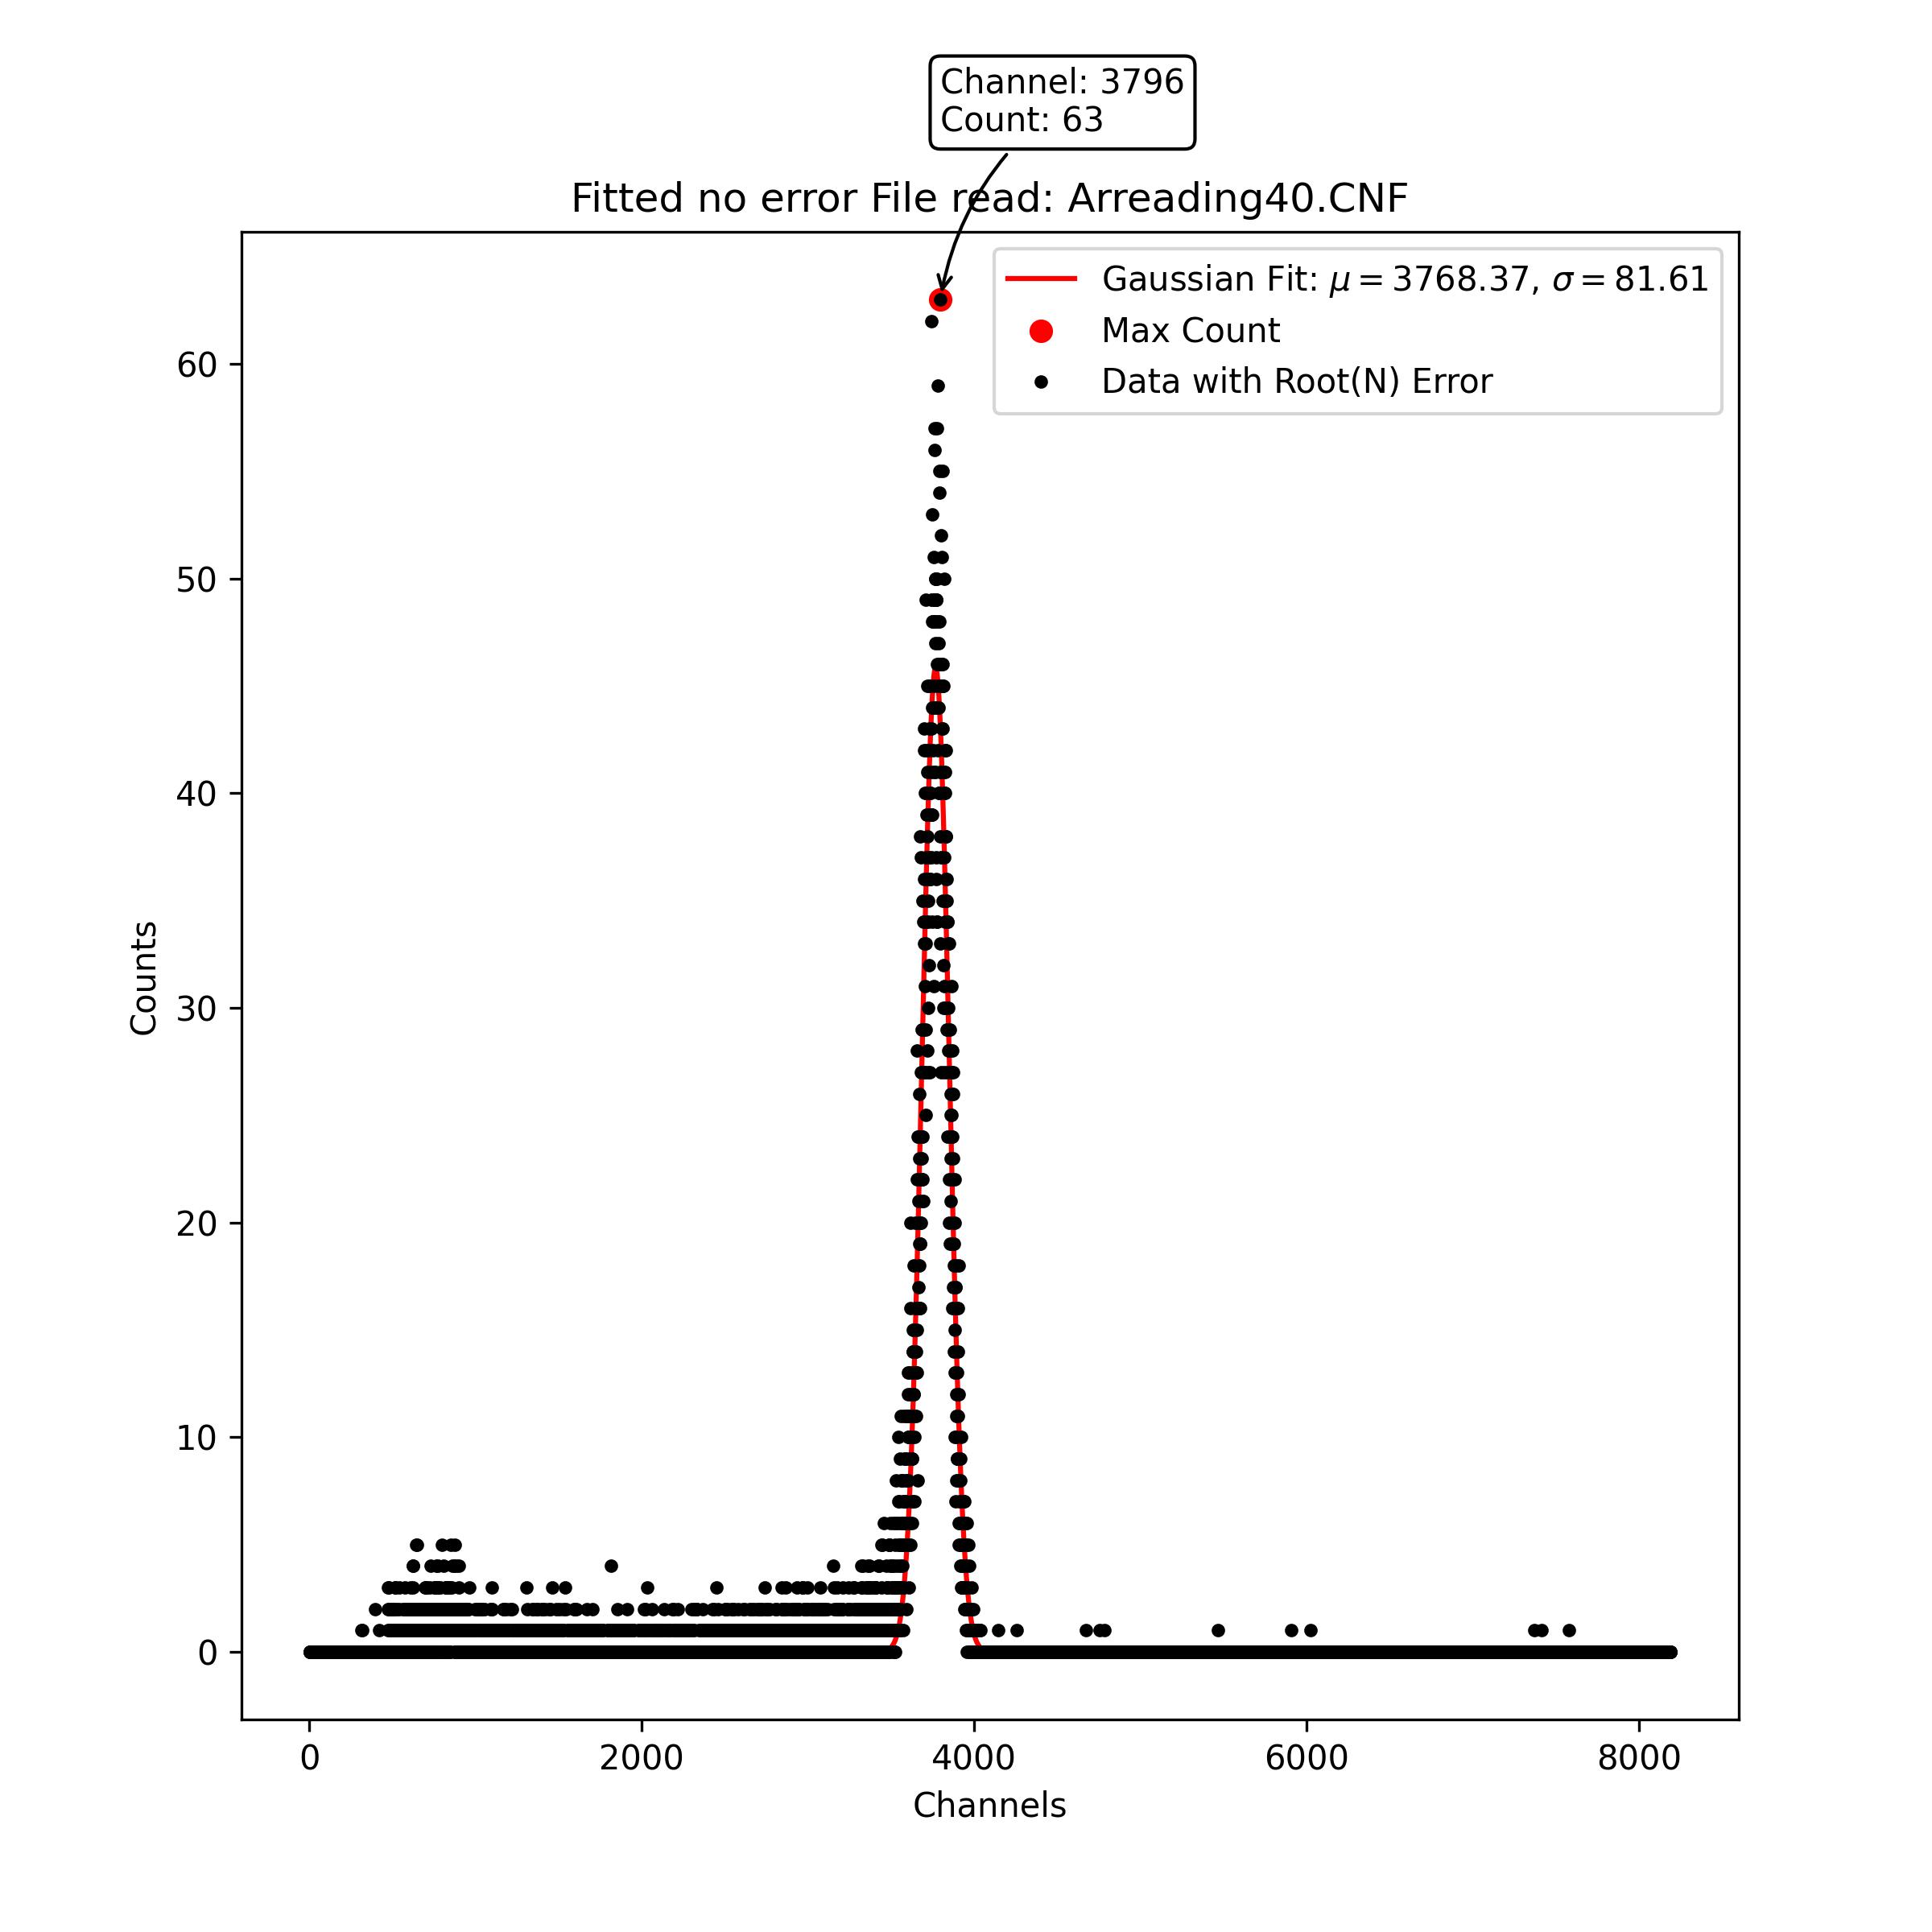 Channel: 3796
Count: 63
Fitted no error File read: Arreading40.CNF
Gaussian Fit: μ = 3768.37, σ = 81.61
Max Count
Data with Root(N) Error
60
50
40
30
20
10
0
Counts
0 2000 4000 6000 8000
Channels